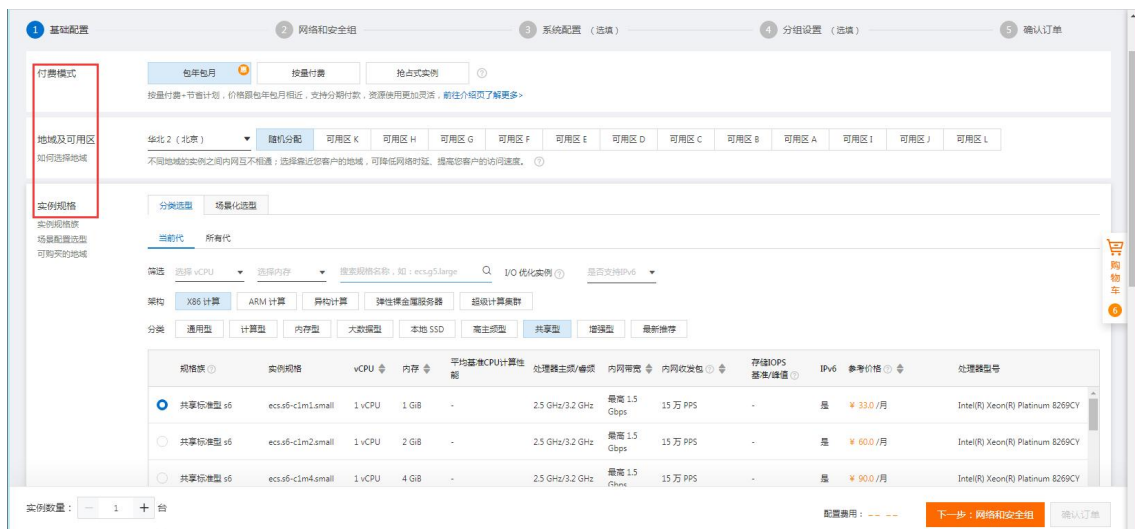 1 基础配置 2 网络和安全组 3 系统配置 (选填) 4 分组设置 (选填) 5 确认订单
付费模式 包年包月 按量付费 抢占式实例
按量付费+节省计划，价格跟包年包月相近，支持分期付款，资源使用更加灵活，前往介绍页了解更多>
地域及可用区 华北 2 (北京) 随机分配 可用区 K 可用区 H 可用区 G 可用区 F 可用区 E 可用区 D 可用区 C 可用区 B 可用区 A 可用区 I 可用区 J 可用区 L
如何选择地域 不同地域的实例之间内网互不相通；选择靠近您客户的地域，可降低网络时延、提高您客户的访问速度。
实例规格 分类选型 场景化选型
实例规格族
场景配置选型
可购买的地域
当前代 所有代
筛选 选择 vCPU 选择内存 搜索规格名称，如：ecs.g5.large I/O 优化实例 是否支持IPv6
架构 X86 计算 ARM 计算 异构计算 弹性裸金属服务器 超级计算集群
分类 通用型 计算型 内存型 大数据型 本地 SSD 高主频型 共享型 增强型 最新推荐
规格族 实例规格 vCPU 内存 平均基准CPU计算性能 处理器主频/睿频 内网带宽 内网收发包 存储IOPS 基准/峰值 IPv6 参考价格 处理器型号
共享标准型 s6 ecs.s6-c1m1.small 1 vCPU 1 GiB - 2.5 GHz/3.2 GHz 最高 1.5 Gbps 15 万 PPS - 是 ¥ 33.0 /月 Intel(R) Xeon(R) Platinum 8269CY
共享标准型 s6 ecs.s6-c1m2.small 1 vCPU 2 GiB - 2.5 GHz/3.2 GHz 最高 1.5 Gbps 15 万 PPS - 是 ¥ 60.0 /月 Intel(R) Xeon(R) Platinum 8269CY
共享标准型 s6 ecs.s6-c1m4.small 1 vCPU 4 GiB - 2.5 GHz/3.2 GHz 最高 1.5 Gbps 15 万 PPS - 是 ¥ 90.0 /月 Intel(R) Xeon(R) Platinum 8269CY
购物车 6
实例数量： − 1 + 台 配置费用： -- -- 下一步：网络和安全组 确认订单